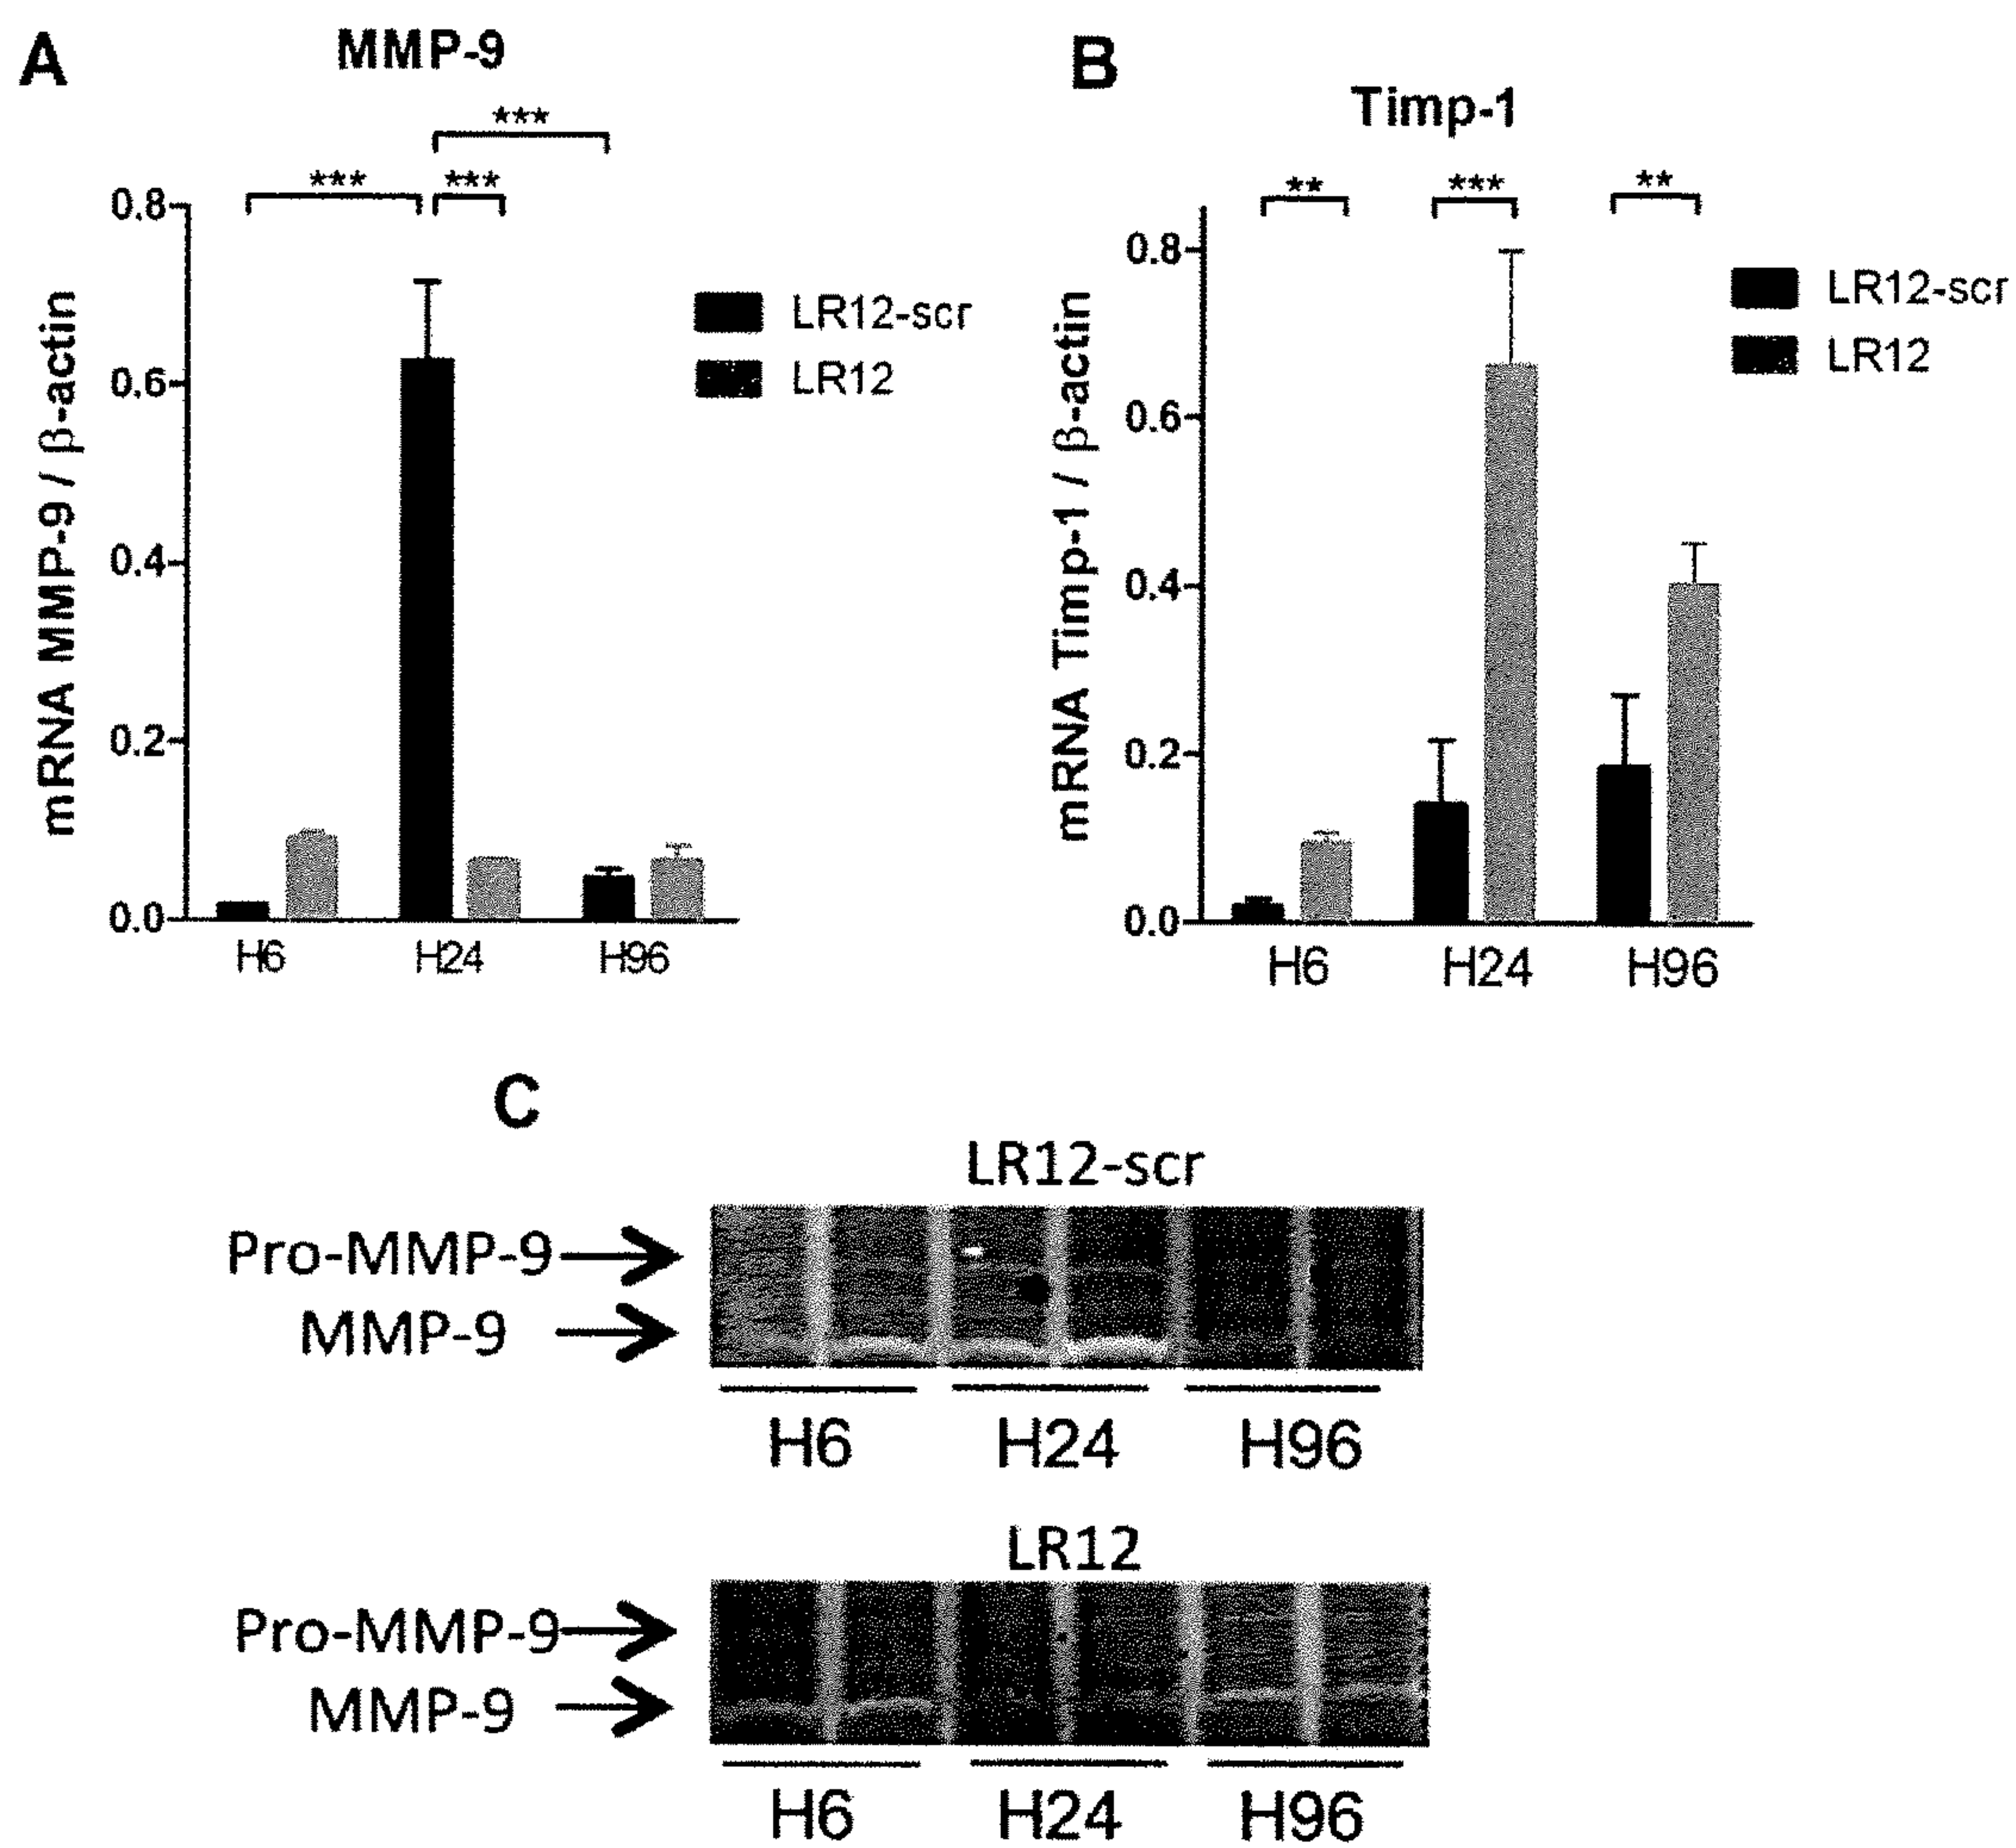 A
MMP-9
***
*** ***
0.8
0.6
0.4
0.2
0.0
mRNA MMP-9 / β-actin
H6 H24 H96
LR12-scr
LR12
B
Timp-1
** *** **
0.8
0.6
0.4
0.2
0.0
mRNA Timp-1 / β-actin
H6 H24 H96
LR12-scr
LR12
C
LR12-scr
Pro-MMP-9
MMP-9
H6 H24 H96
LR12
Pro-MMP-9
MMP-9
H6 H24 H96